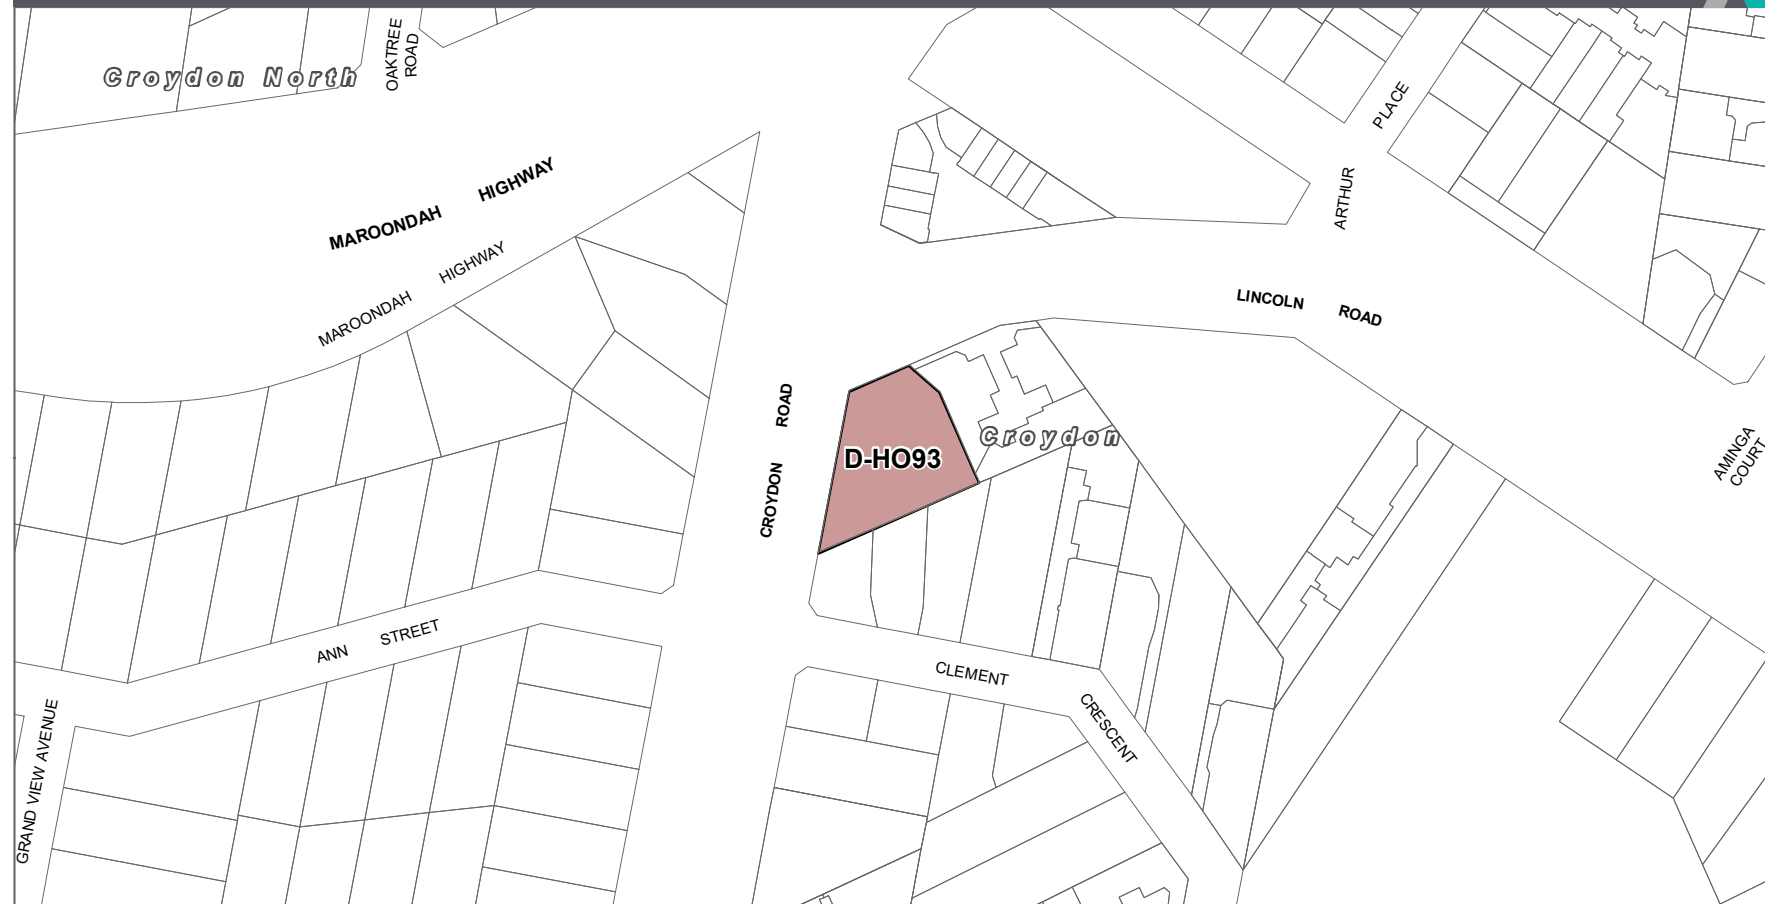 Croydon North
OAKTREE
ROAD
PLACE
ARTHUR
MAROONDAH HIGHWAY
MAROONDAH HIGHWAY
LINCOLN ROAD
CROYDON ROAD
D-HO93
Croydon
AMINGA
COURT
ANN STREET
CLEMENT
CRESCENT
GRAND VIEW AVENUE